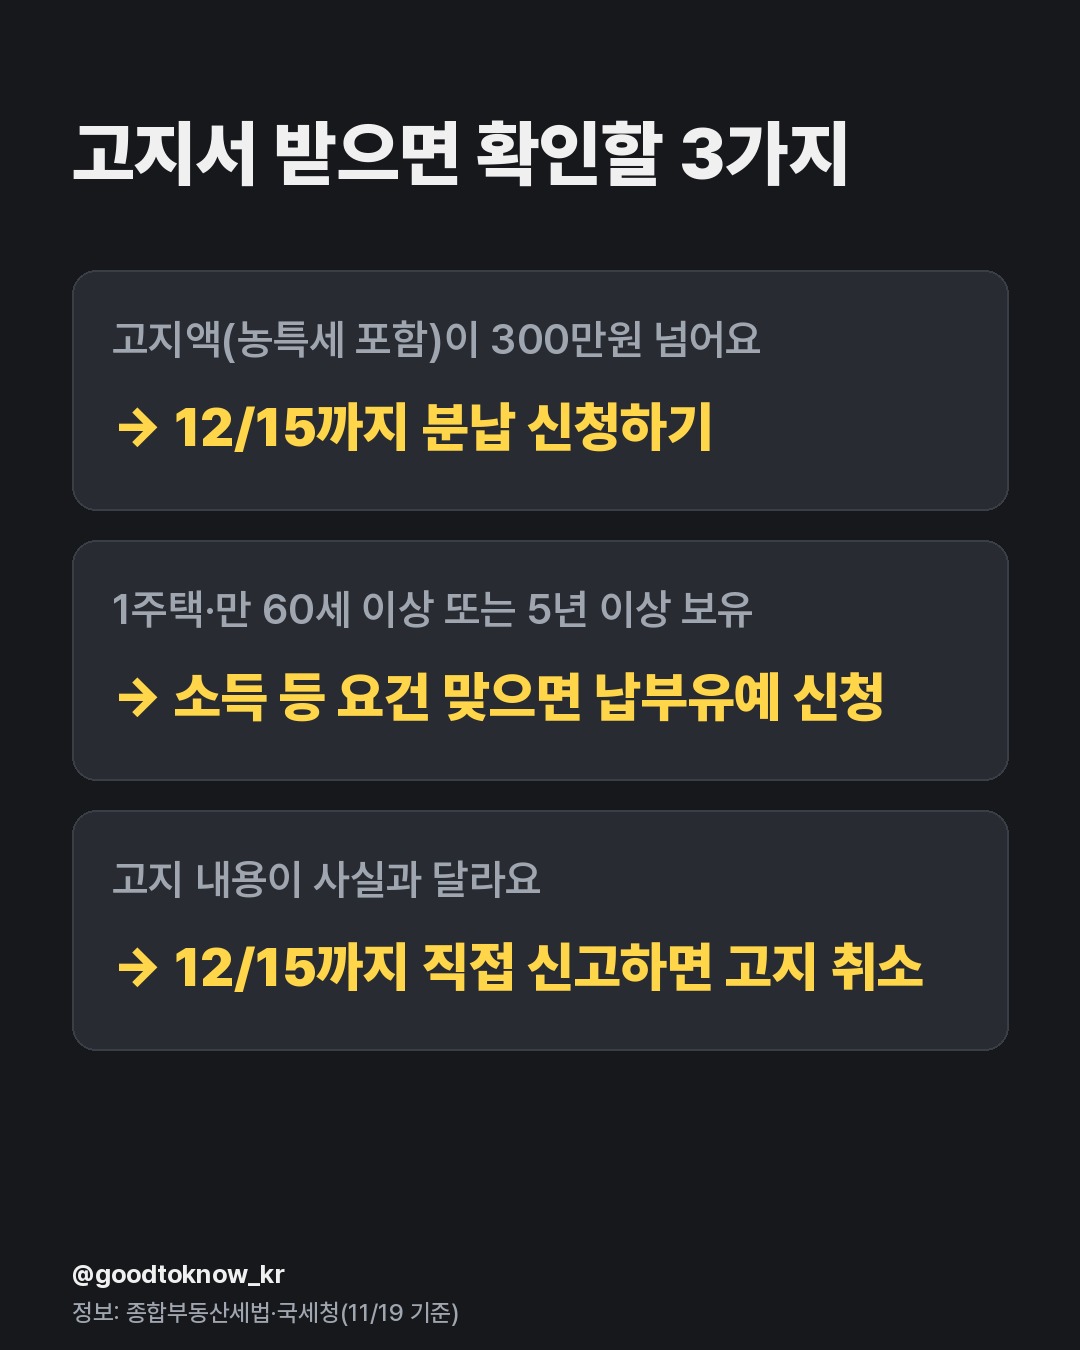 고지서 받으면 확인할 3가지
고지액(농특세 포함)이 300만원 넘어요
→ 12/15까지 분납 신청하기
1주택·만 60세 이상 또는 5년 이상 보유
→ 소득 등 요건 맞으면 납부유예 신청
고지 내용이 사실과 달라요
→ 12/15까지 직접 신고하면 고지 취소
@goodtoknow_kr
정보: 종합부동산세법·국세청(11/19 기준)